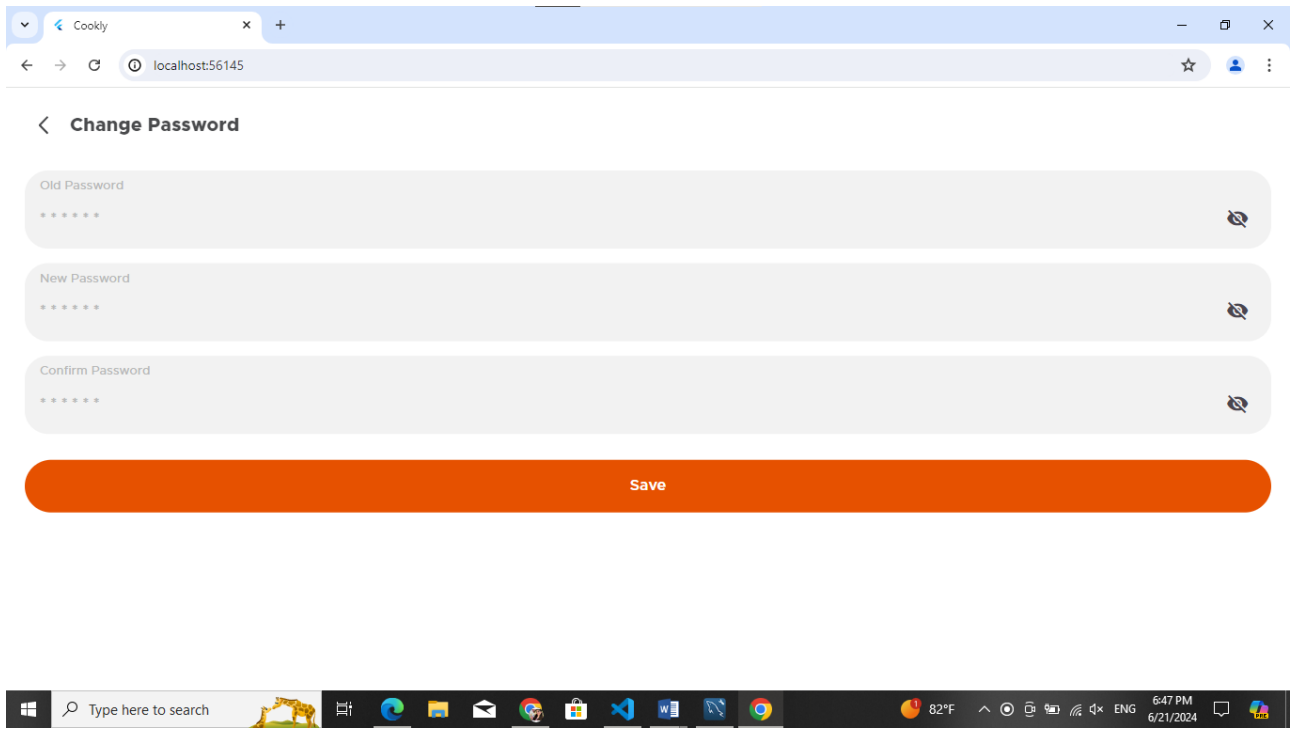 Cookly
localhost:56145
Change Password
Old Password
* * * * * *
New Password
* * * * * *
Confirm Password
* * * * * *
Save
Type here to search
82°F
ENG
6:47 PM
6/21/2024